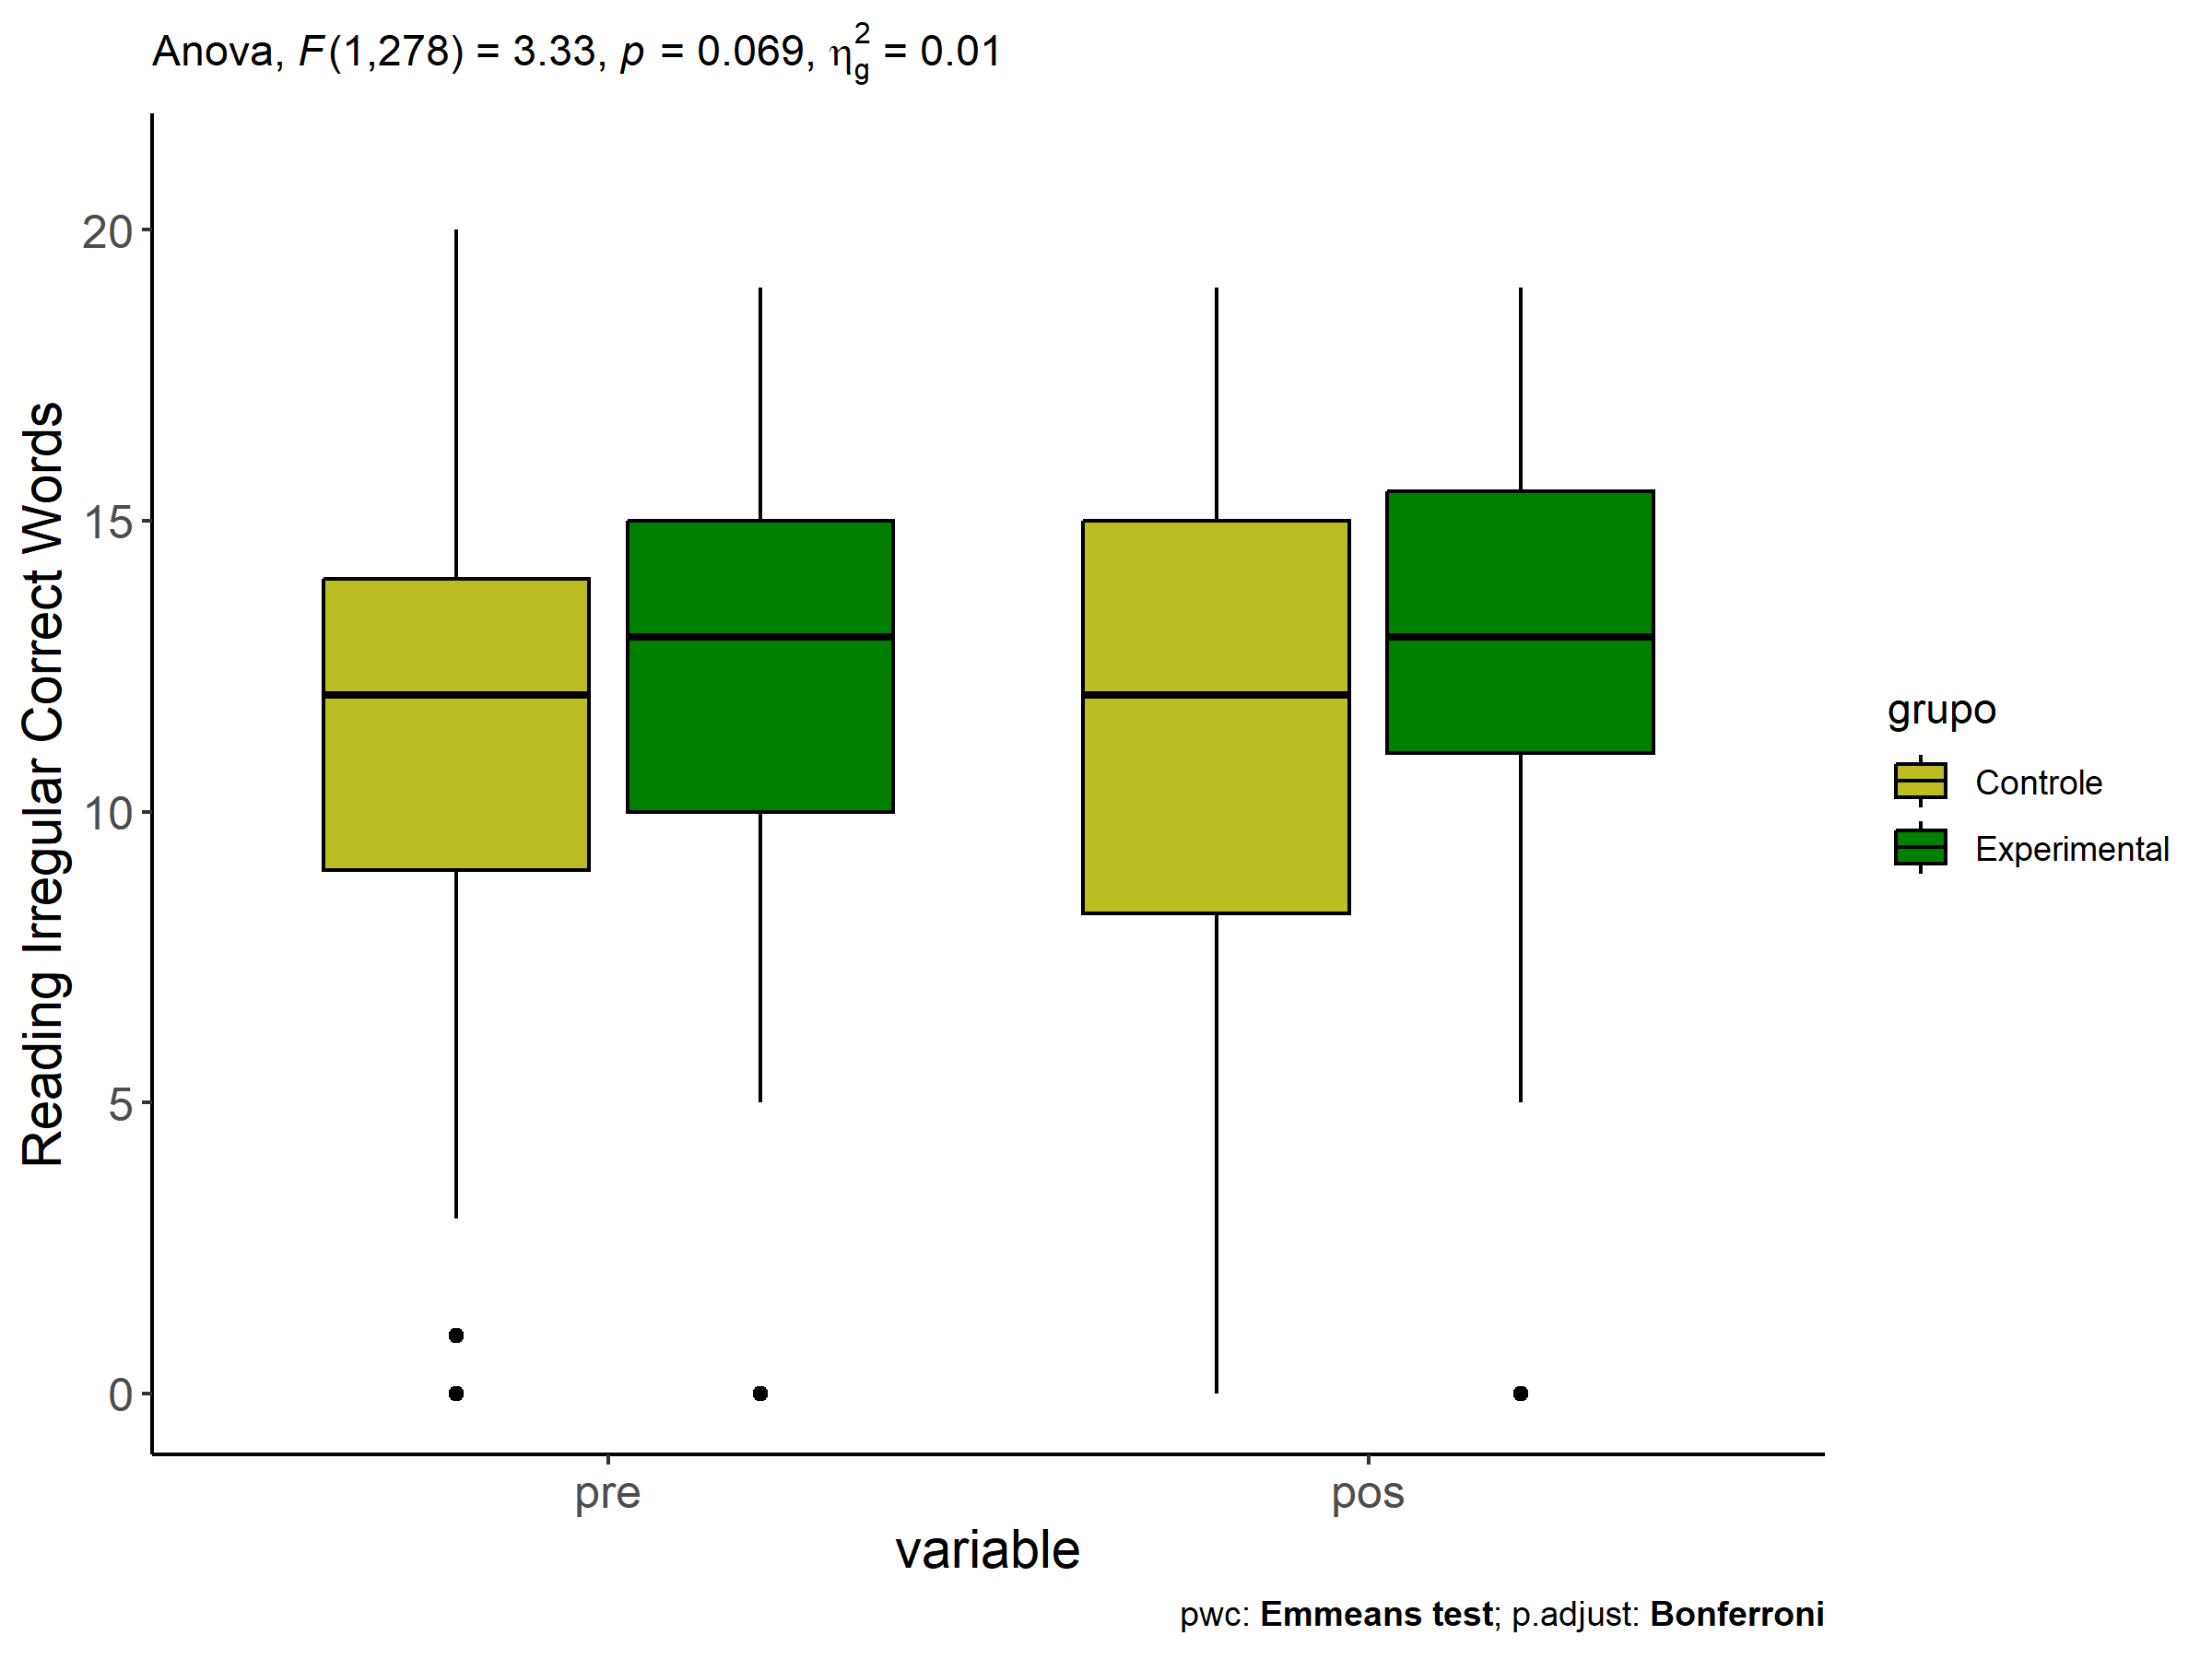 Anova, F(1,278) = 3.33, p = 0.069, η²g = 0.01
Reading Irregular Correct Words
20
15
10
5
0
pre
pos
variable
grupo
Controle
Experimental
pwc: Emmeans test; p.adjust: Bonferroni